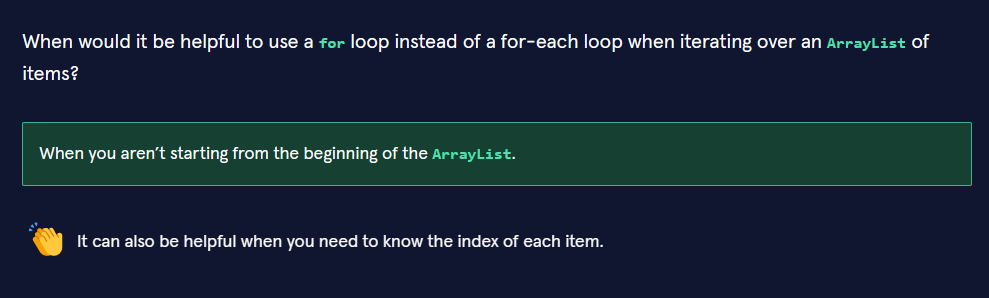 When would it be helpful to use a for loop instead of a for-each loop when iterating over an ArrayList of
items?
When you aren’t starting from the beginning of the ArrayList.
It can also be helpful when you need to know the index of each item.